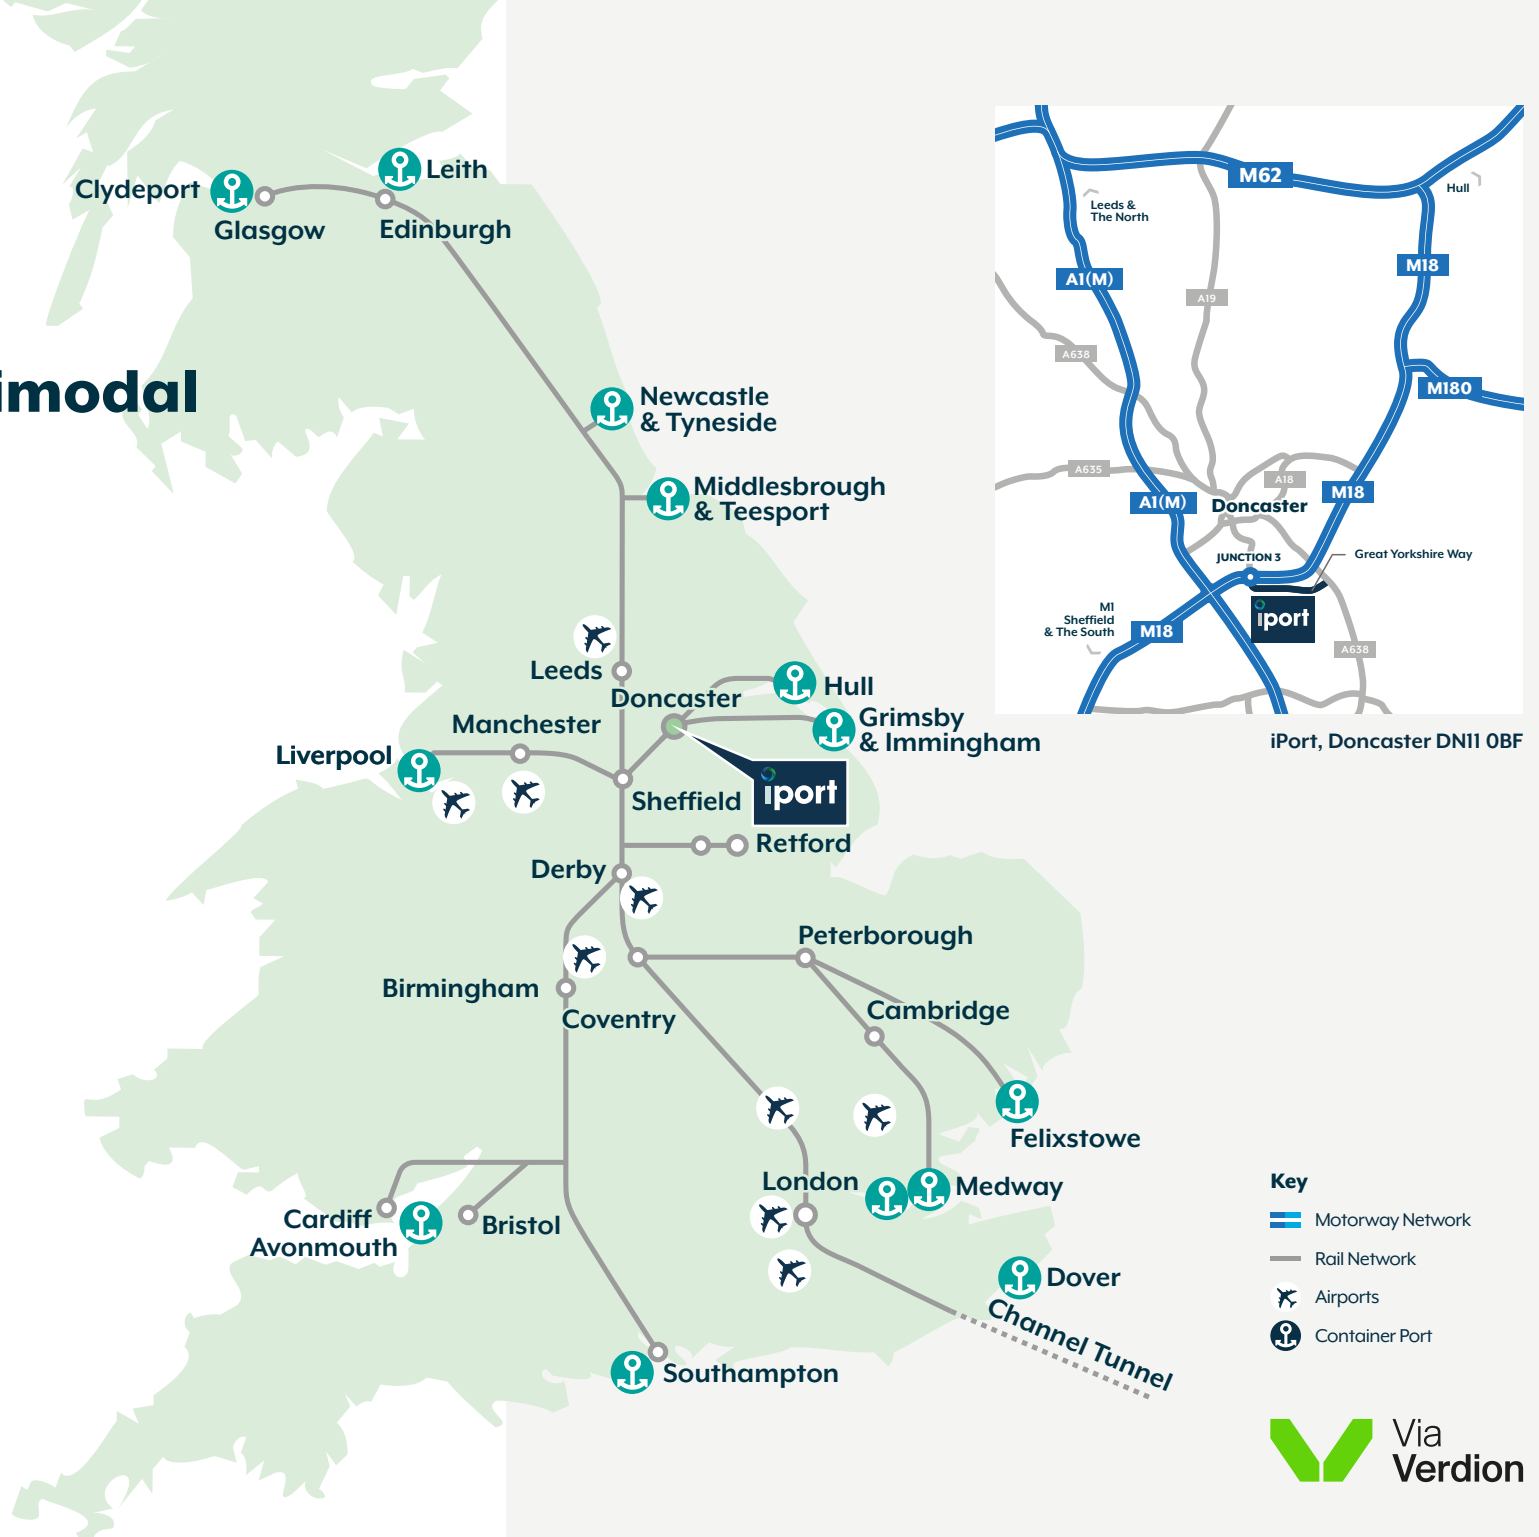 Clydeport
Leith
Glasgow
Edinburgh
imodal
Newcastle
& Tyneside
Middlesbrough
& Teesport
Leeds
Doncaster
Hull
Manchester
Grimsby
& Immingham
Liverpool
iport
Sheffield
Retford
Derby
Peterborough
Birmingham
Cambridge
Coventry
Felixstowe
London
Medway
Cardiff
Avonmouth
Bristol
Dover
Channel Tunnel
Southampton
M62
Hull
Leeds &
The North
M18
A1(M)
A19
A638
M180
A635
A18
M18
A1(M)
Doncaster
JUNCTION 3
Great Yorkshire Way
M1
Sheffield
& The South
M18
iport
A638
iPort, Doncaster DN11 0BF
Key
Motorway Network
Rail Network
Airports
Container Port
Via
Verdion